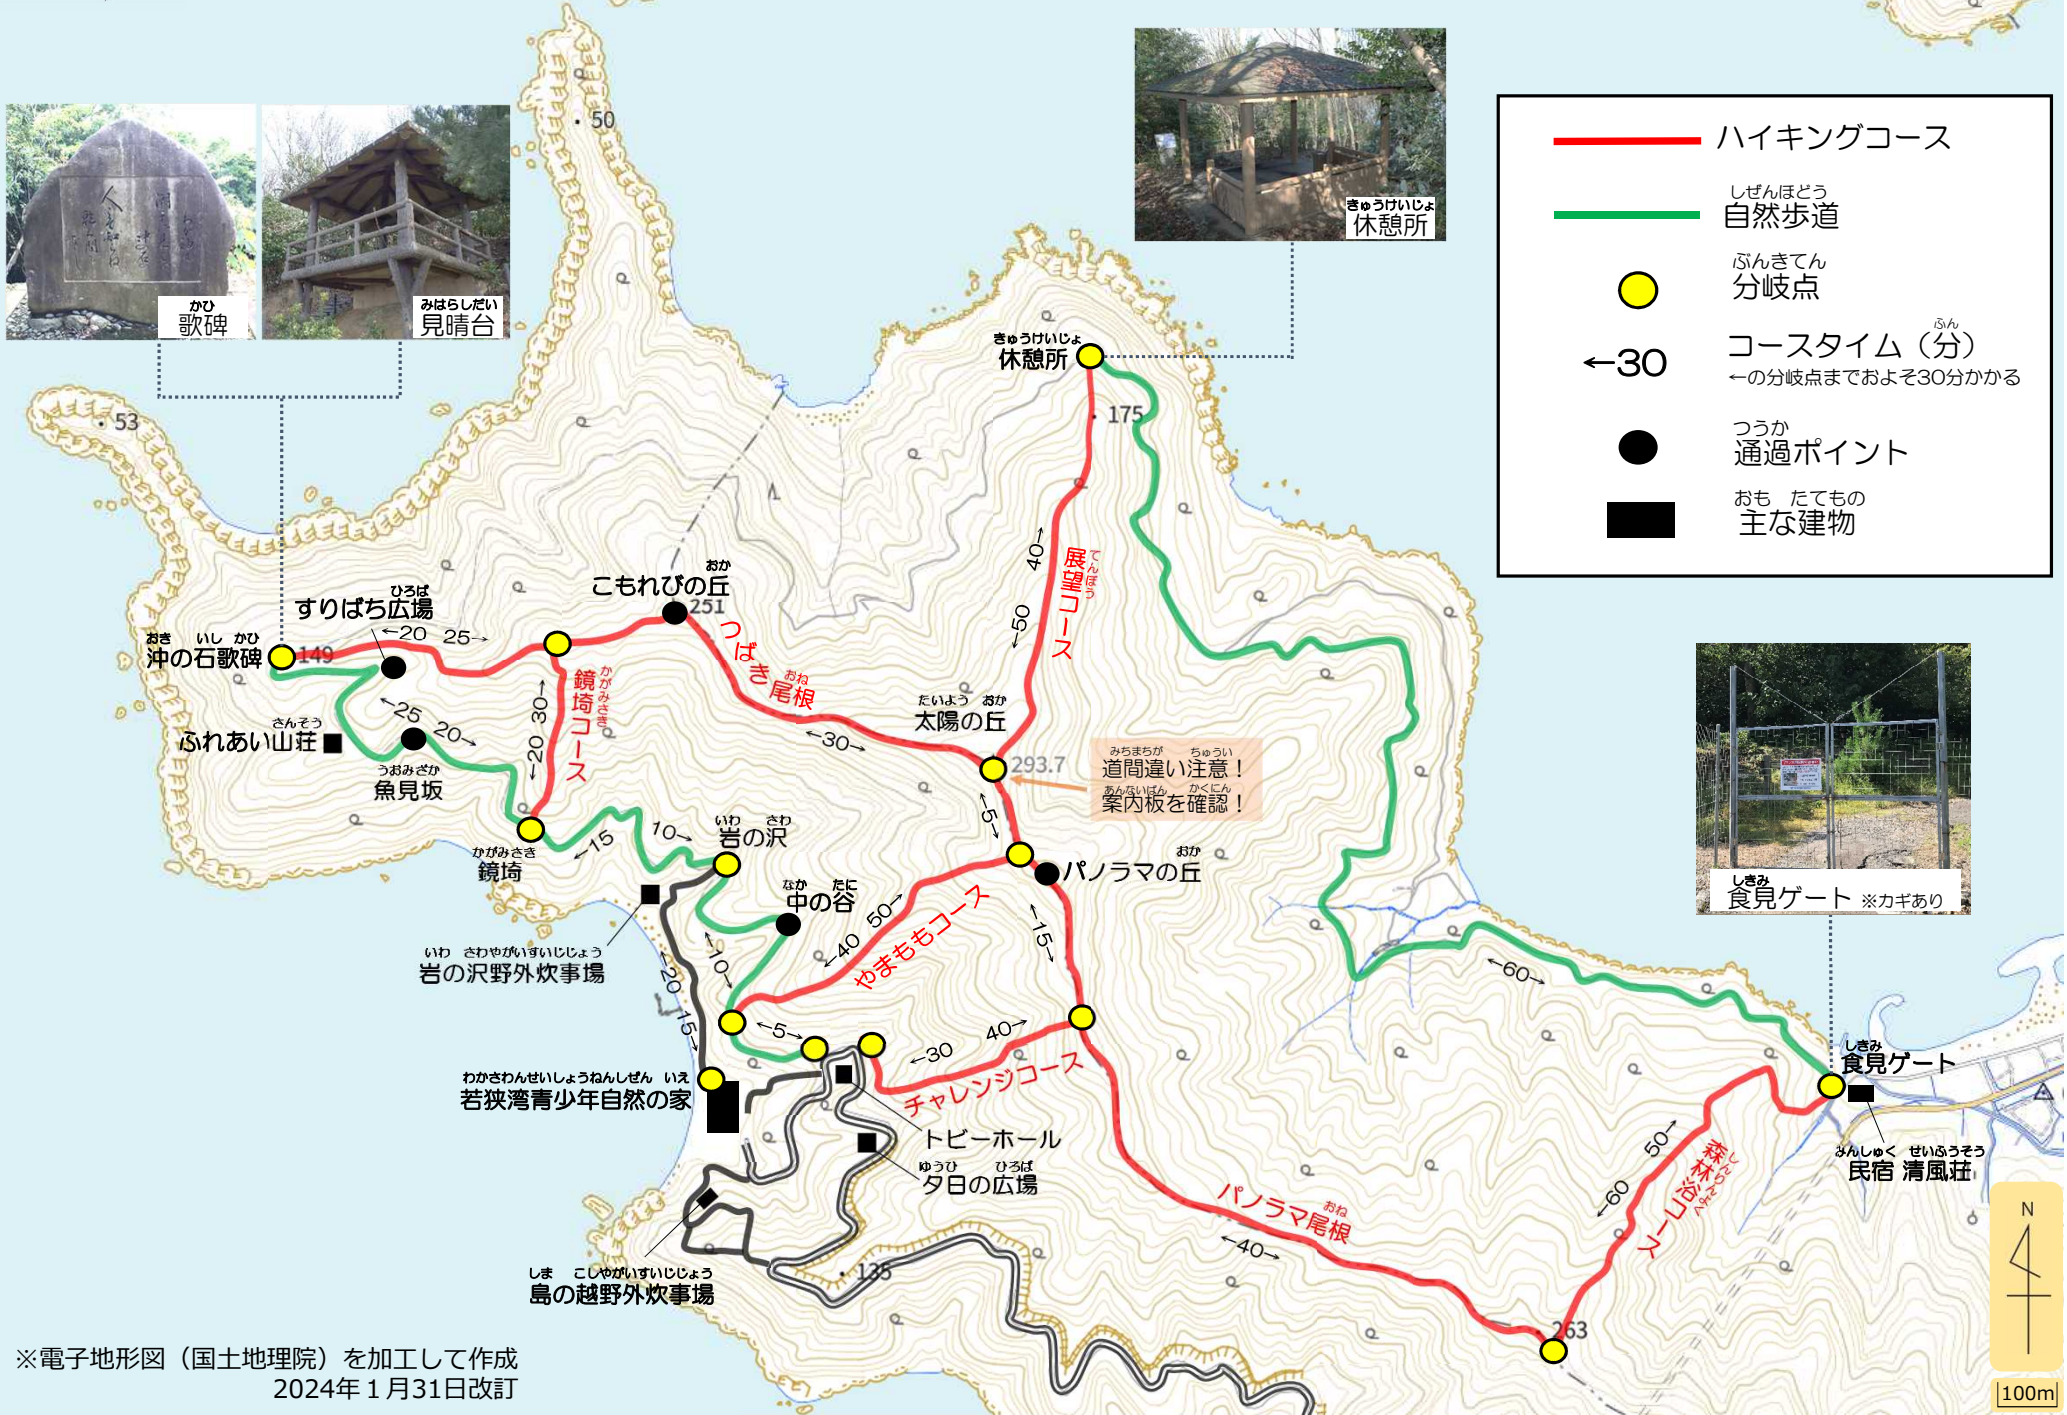 かひ
歌碑
みはらしだい
見晴台
きゅうけいじょ
休憩所
ハイキングコース
しぜんほどう
自然歩道
ぶんきてん
分岐点
←30
ふん
コースタイム（分）
←の分岐点までおよそ30分かかる
つうか
通過ポイント
おも たてもの
主な建物
50
53
きゅうけいじょ
休憩所
175
40→
←50
てんぼう
展望コース
おか
こもれびの丘
251
ひろば
すりばち広場
←20 25→
おき いし かひ
沖の石歌碑
149
つばき尾根
おね
←30→
かがみさき
鏡埼コース
←20 30→
さんそう
ふれあい山荘
←25 20→
うおみざか
魚見坂
かがみさき
鏡埼
←15 10→
いわ さわ
岩の沢
なか たに
中の谷
たいよう おか
太陽の丘
293.7
みちまちが ちゅうい
道間違い注意！
あんないばん かくにん
案内板を確認！
←5→
おか
パノラマの丘
←15→
←40 50→
やまももコース
←10→
いわ さわやがいすいじじょう
岩の沢野外炊事場
←20 15→
←5→
←30 40→
チャレンジコース
わかさわんせいしょうねんしぜん いえ
若狭湾青少年自然の家
トビーホール
ゆうひ ひろば
夕日の広場
しま こしやがいすいじじょう
島の越野外炊事場
135
おね
パノラマ尾根
←40→
263
←60 50→
しんりんよく
森林浴コース
←60→
しきみ
食見ゲート ※カギあり
しきみ
食見ゲート
みんしゅく せいふうそう
民宿 清風荘
N
100m
※電子地形図（国土地理院）を加工して作成
2024年１月31日改訂